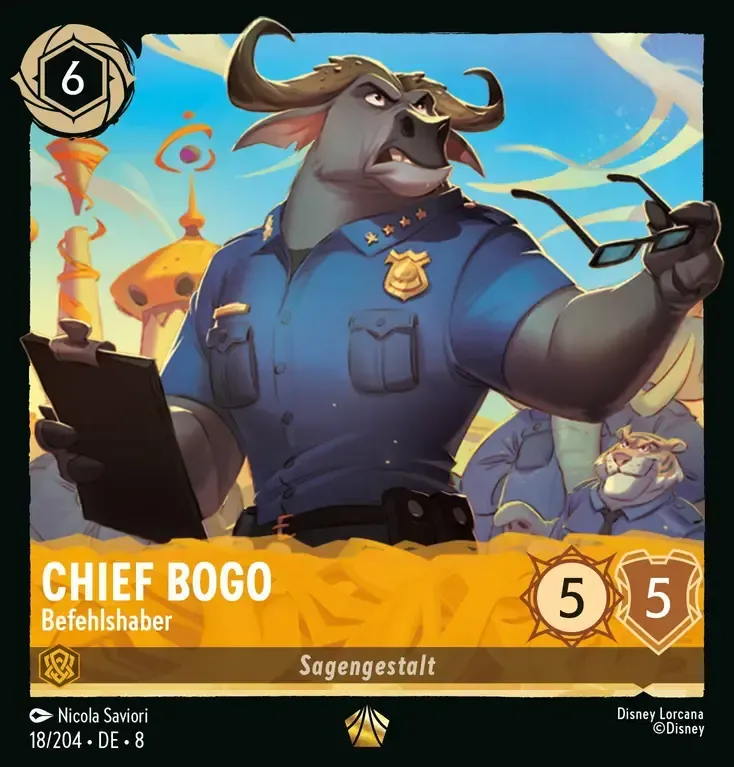 6
CHIEF BOGO
Befehlshaber
5 5
Sagengestalt
Nicola Saviori
18/204 • DE • 8
Disney Lorcana
©Disney